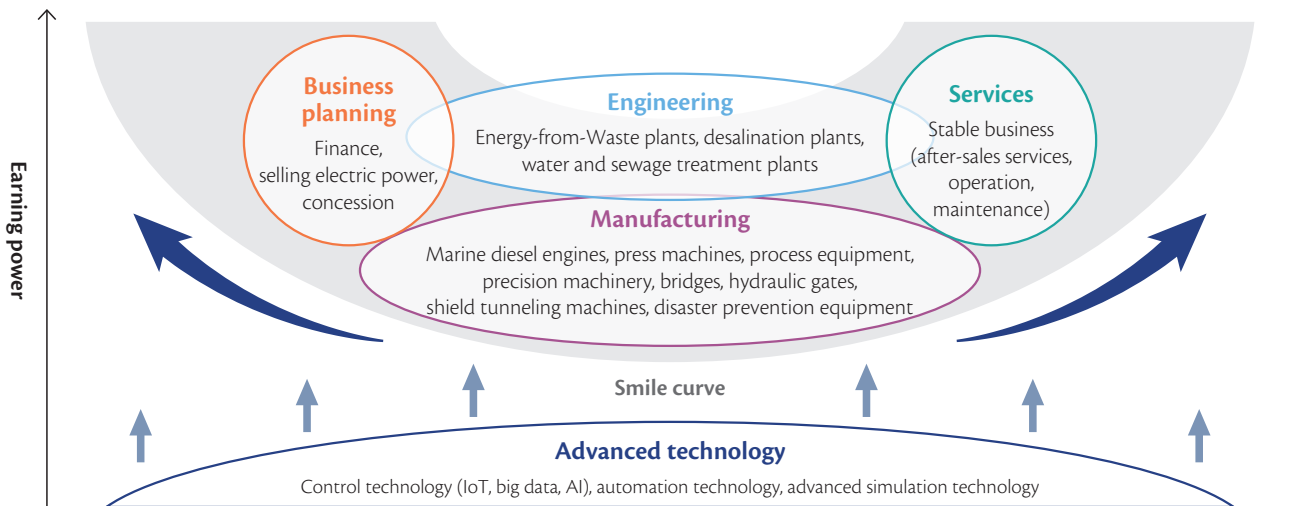 Earning power
Business
planning
Finance,
selling electric power,
concession
Engineering
Energy-from-Waste plants, desalination plants,
water and sewage treatment plants
Services
Stable business
(after-sales services,
operation,
maintenance)
Manufacturing
Marine diesel engines, press machines, process equipment,
precision machinery, bridges, hydraulic gates,
shield tunneling machines, disaster prevention equipment
Smile curve
Advanced technology
Control technology (IoT, big data, AI), automation technology, advanced simulation technology